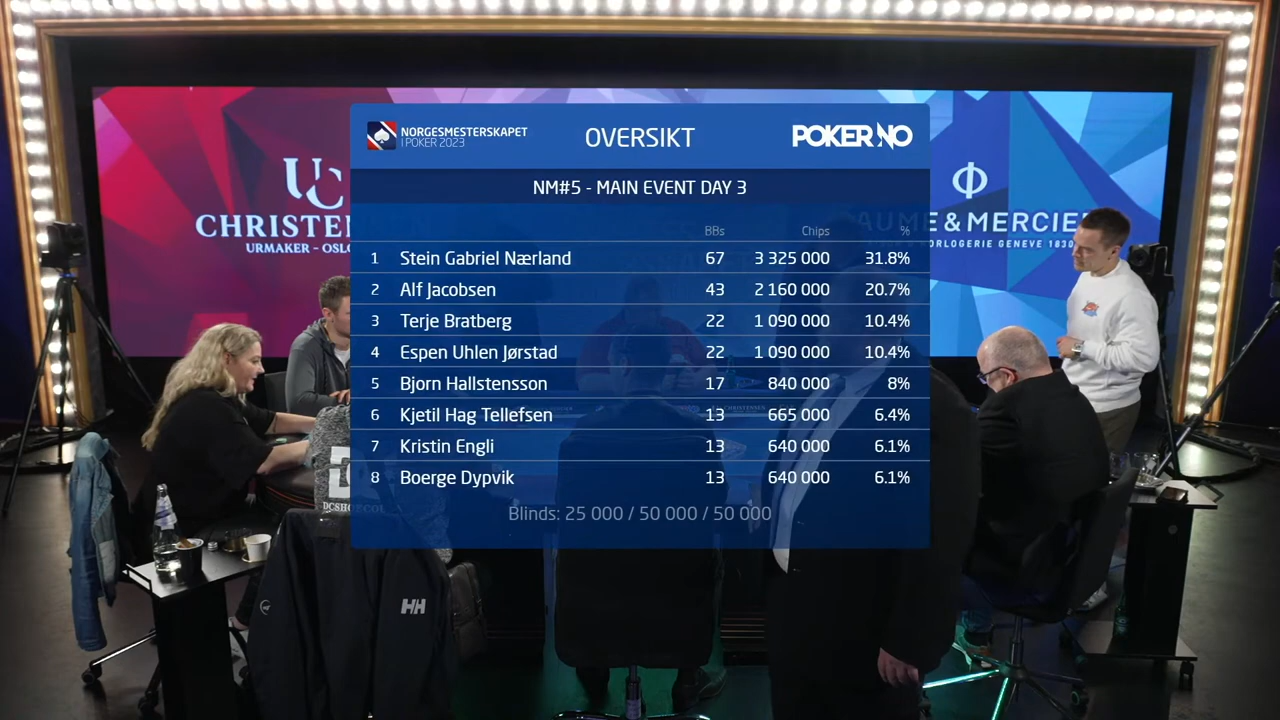 NORGESMESTERSKAPET
I POKER 2023
OVERSIKT
POKER NO
NM#5 - MAIN EVENT DAY 3
BBs Chips %
1 Stein Gabriel Nærland 67 3 325 000 31.8%
2 Alf Jacobsen 43 2 160 000 20.7%
3 Terje Bratberg 22 1 090 000 10.4%
4 Espen Uhlen Jørstad 22 1 090 000 10.4%
5 Bjorn Hallstensson 17 840 000 8%
6 Kjetil Hag Tellefsen 13 665 000 6.4%
7 Kristin Engli 13 640 000 6.1%
8 Boerge Dypvik 13 640 000 6.1%
Blinds: 25 000 / 50 000 / 50 000
UC
CHRISTEN
URMAKER - OSLO
AUME & MERCIE
HORLOGERIE GENEVE 1830
HH